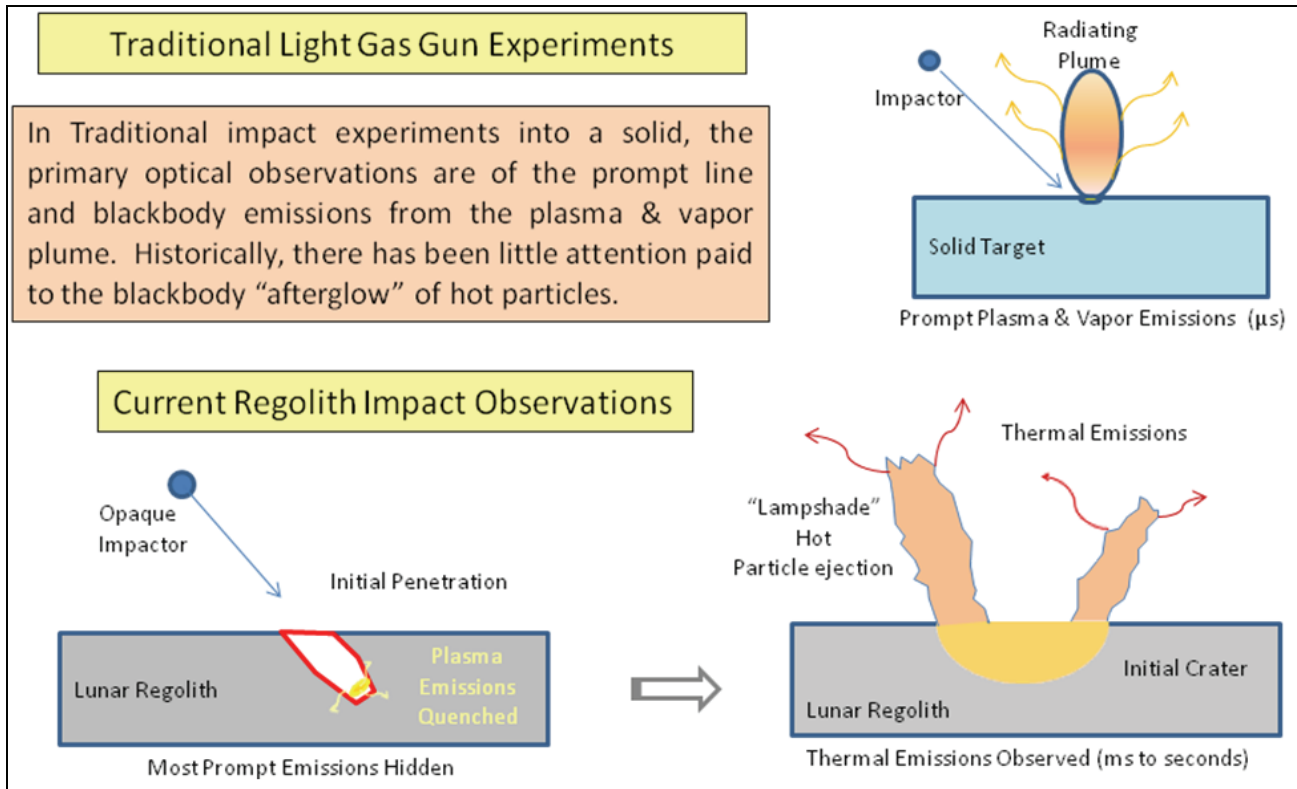 Traditional Light Gas Gun Experiments
In Traditional impact experiments into a solid, the
primary optical observations are of the prompt line
and blackbody emissions from the plasma & vapor
plume. Historically, there has been little attention paid
to the blackbody “afterglow” of hot particles.
Radiating
Plume
Impactor
Solid Target
Prompt Plasma & Vapor Emissions (µs)
Current Regolith Impact Observations
Opaque
Impactor
Initial Penetration
Lunar Regolith
Plasma
Emissions
Quenched
Most Prompt Emissions Hidden
Thermal Emissions
“Lampshade”
Hot
Particle ejection
Initial Crater
Lunar Regolith
Thermal Emissions Observed (ms to seconds)